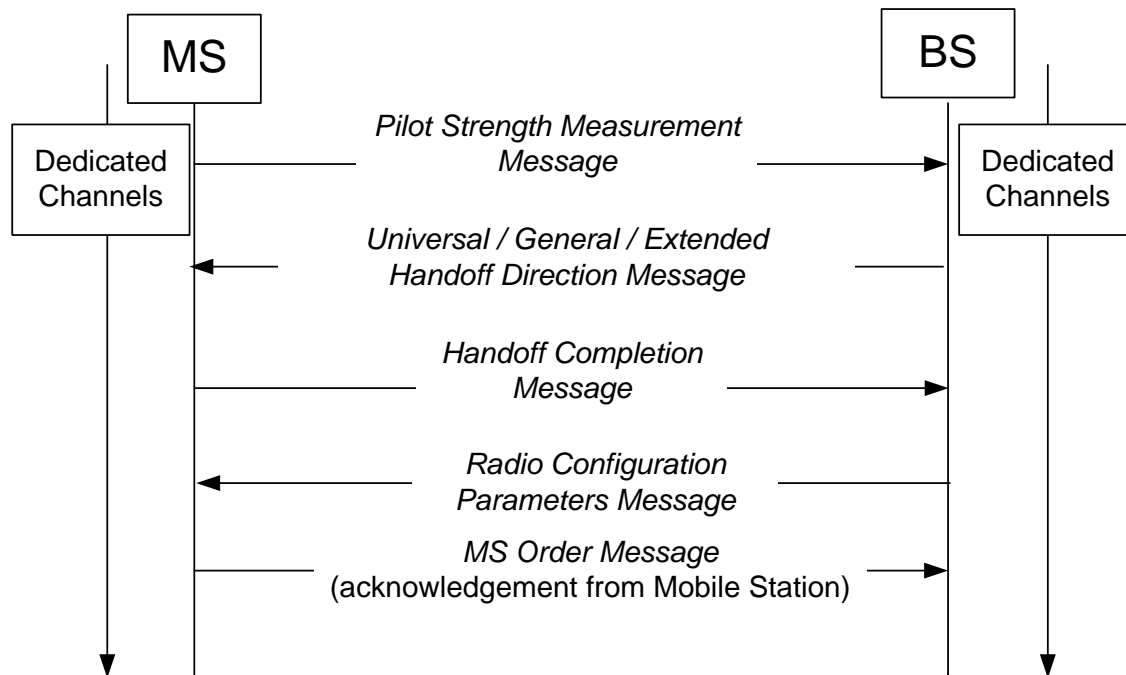 MS
BS
Pilot Strength Measurement
Message
Dedicated
Channels
Dedicated
Channels
Universal / General / Extended
Handoff Direction Message
Handoff Completion
Message
Radio Configuration
Parameters Message
MS Order Message
(acknowledgement from Mobile Station)